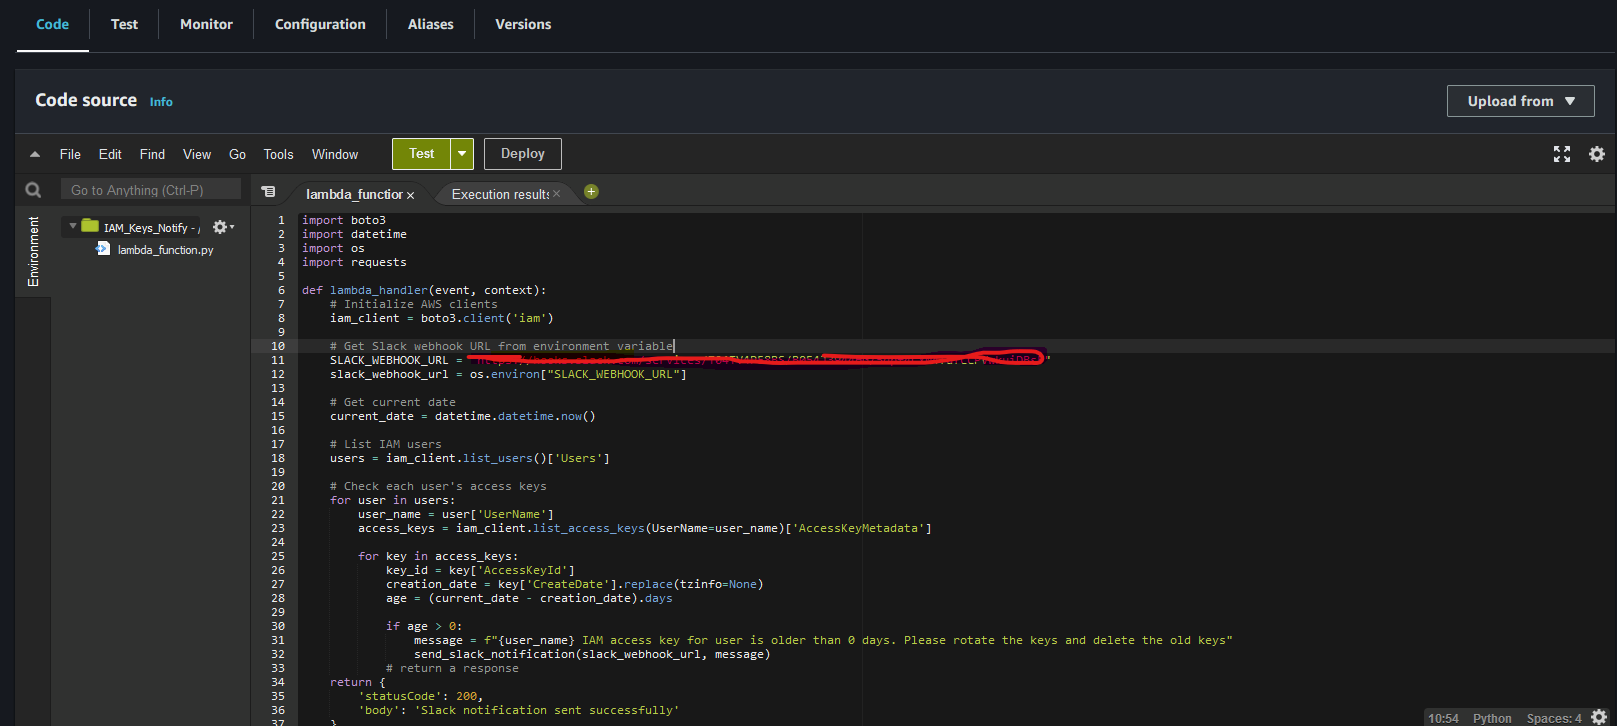 Code Test Monitor Configuration Aliases Versions
Code source Info
Upload from
File Edit Find View Go Tools Window Test Deploy
Go to Anything (Ctrl-P)
lambda_function Execution results
Environment
IAM_Keys_Notify - /
lambda_function.py
1 import boto3
2 import datetime
3 import os
4 import requests
5
6 def lambda_handler(event, context):
7 # Initialize AWS clients
8 iam_client = boto3.client('iam')
9
10 # Get Slack webhook URL from environment variable
11 SLACK_WEBHOOK_URL = "
12 slack_webhook_url = os.environ["SLACK_WEBHOOK_URL"]
13
14 # Get current date
15 current_date = datetime.datetime.now()
16
17 # List IAM users
18 users = iam_client.list_users()['Users']
19
20 # Check each user's access keys
21 for user in users:
22 user_name = user['UserName']
23 access_keys = iam_client.list_access_keys(UserName=user_name)['AccessKeyMetadata']
24
25 for key in access_keys:
26 key_id = key['AccessKeyId']
27 creation_date = key['CreateDate'].replace(tzinfo=None)
28 age = (current_date - creation_date).days
29
30 if age > 0:
31 message = f"{user_name} IAM access key for user is older than 0 days. Please rotate the keys and delete the old keys"
32 send_slack_notification(slack_webhook_url, message)
33 # return a response
34 return {
35 'statusCode': 200,
36 'body': 'Slack notification sent successfully'
37 }
10:54 Python Spaces: 4